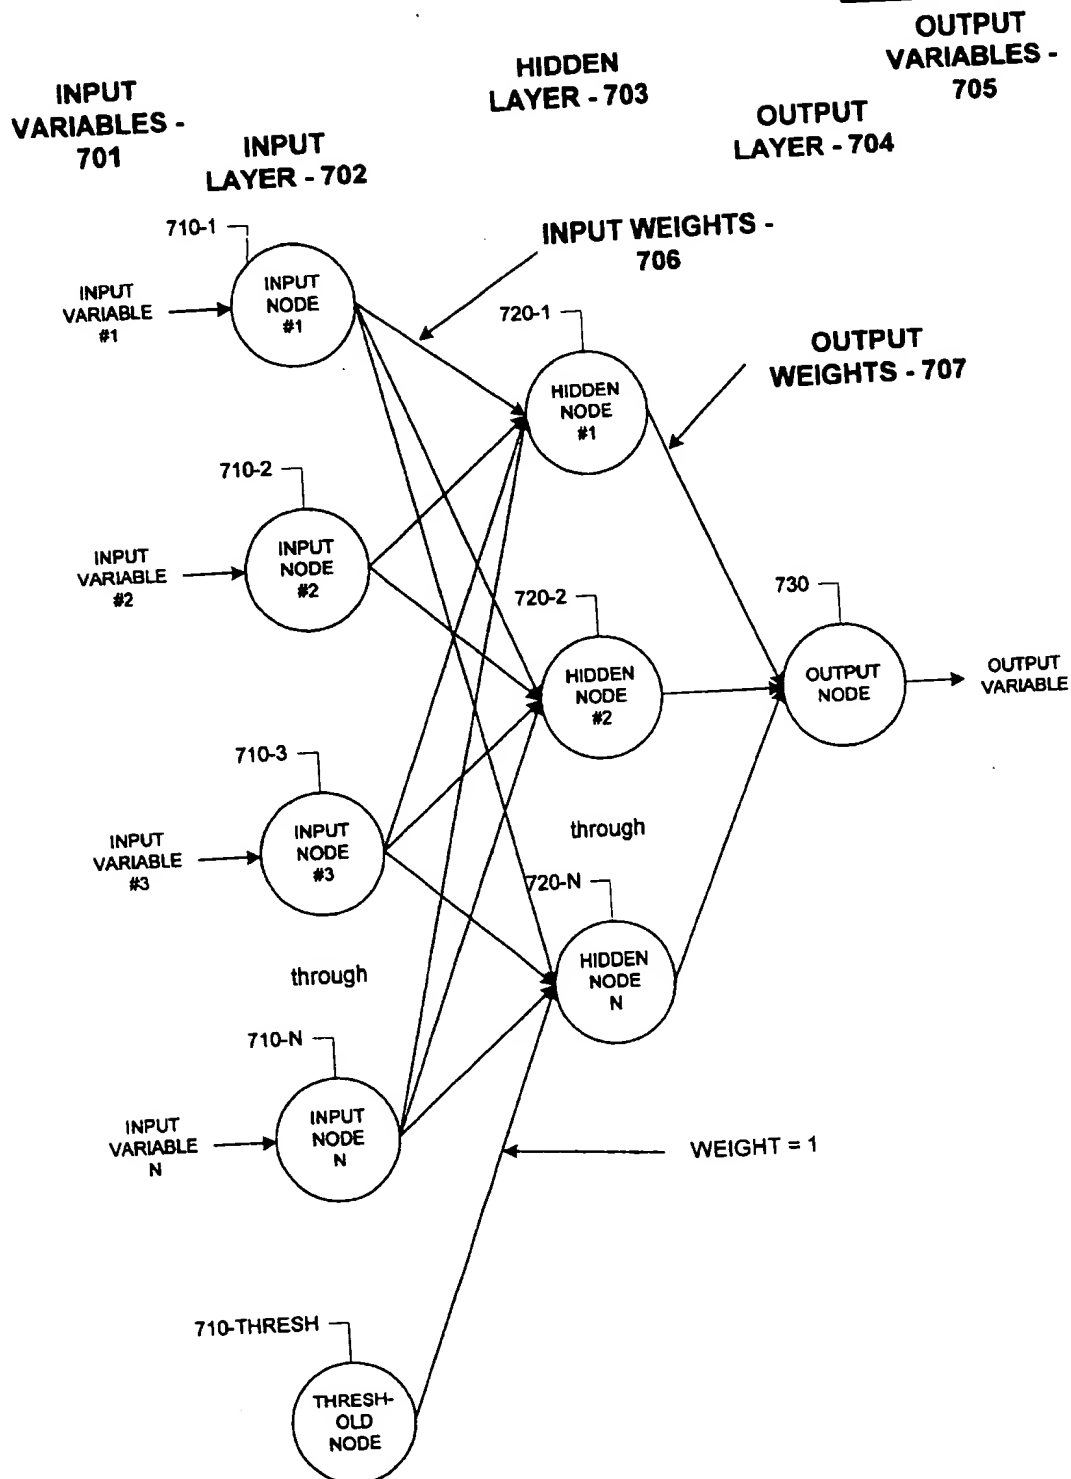 OUTPUT
VARIABLES -
705
HIDDEN
LAYER - 703
INPUT
VARIABLES -
701
OUTPUT
LAYER - 704
INPUT
LAYER - 702
710-1
INPUT WEIGHTS -
706
INPUT
NODE
#1
INPUT
VARIABLE
#1
720-1
OUTPUT
WEIGHTS - 707
HIDDEN
NODE
#1
710-2
INPUT
NODE
#2
INPUT
VARIABLE
#2
720-2
730
HIDDEN
NODE
#2
OUTPUT
NODE
OUTPUT
VARIABLE
710-3
INPUT
NODE
#3
INPUT
VARIABLE
#3
through
720-N
HIDDEN
NODE
N
through
710-N
INPUT
NODE
N
INPUT
VARIABLE
N
WEIGHT = 1
710-THRESH
THRESH-
OLD
NODE